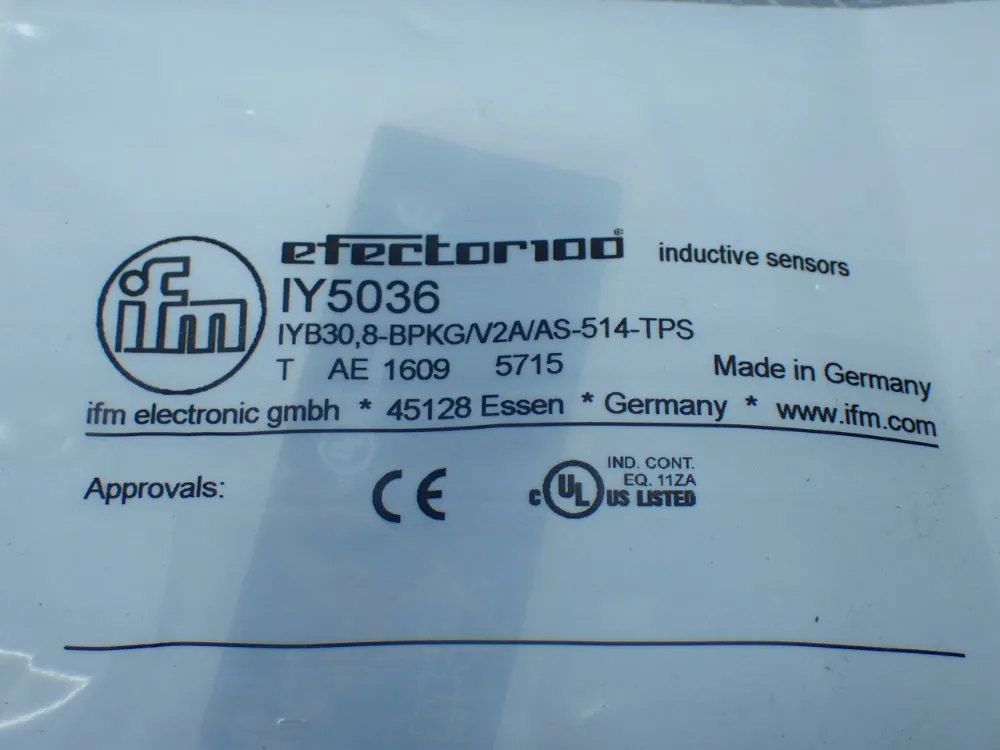 ifm
efector100® inductive sensors
IY5036
IYB30,8-BPKG/V2A/AS-514-TPS
T AE 1609 5715 Made in Germany
ifm electronic gmbh * 45128 Essen * Germany * www.ifm.com
Approvals: CE c UL US LISTED
IND. CONT.
EQ. 11ZA